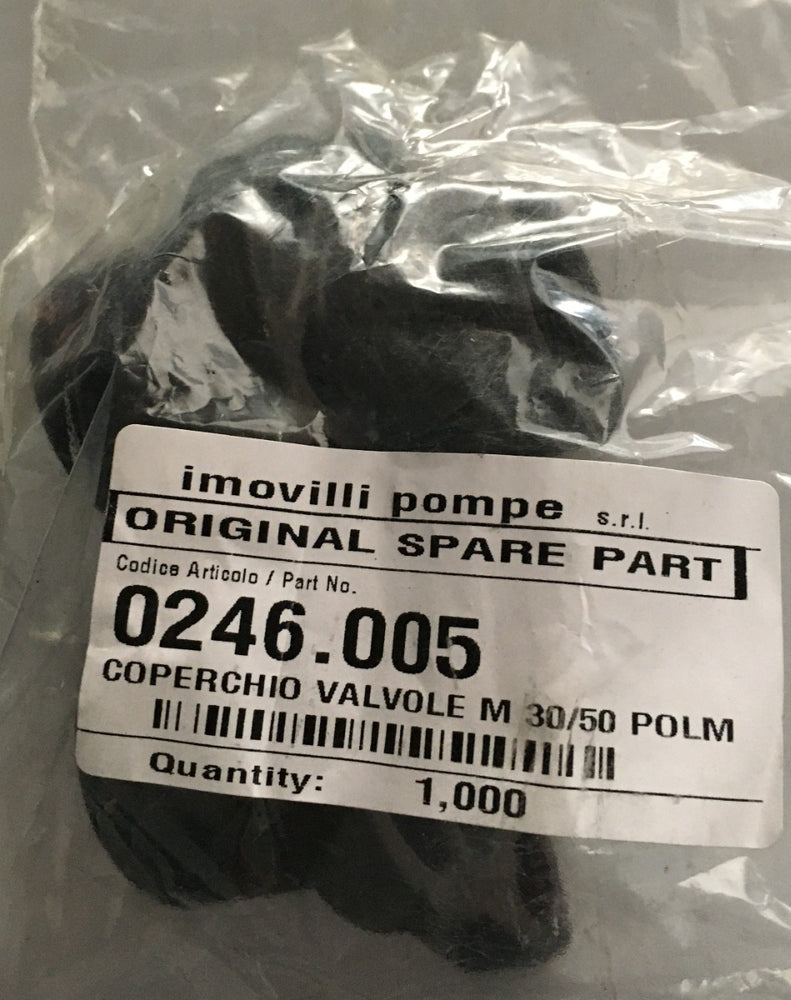 imovilli pompe s.r.l.
ORIGINAL SPARE PART
Codice Articolo / Part No.
0246.005
COPERCHIO VALVOLE M 30/50 POLM
Quantity: 1,000